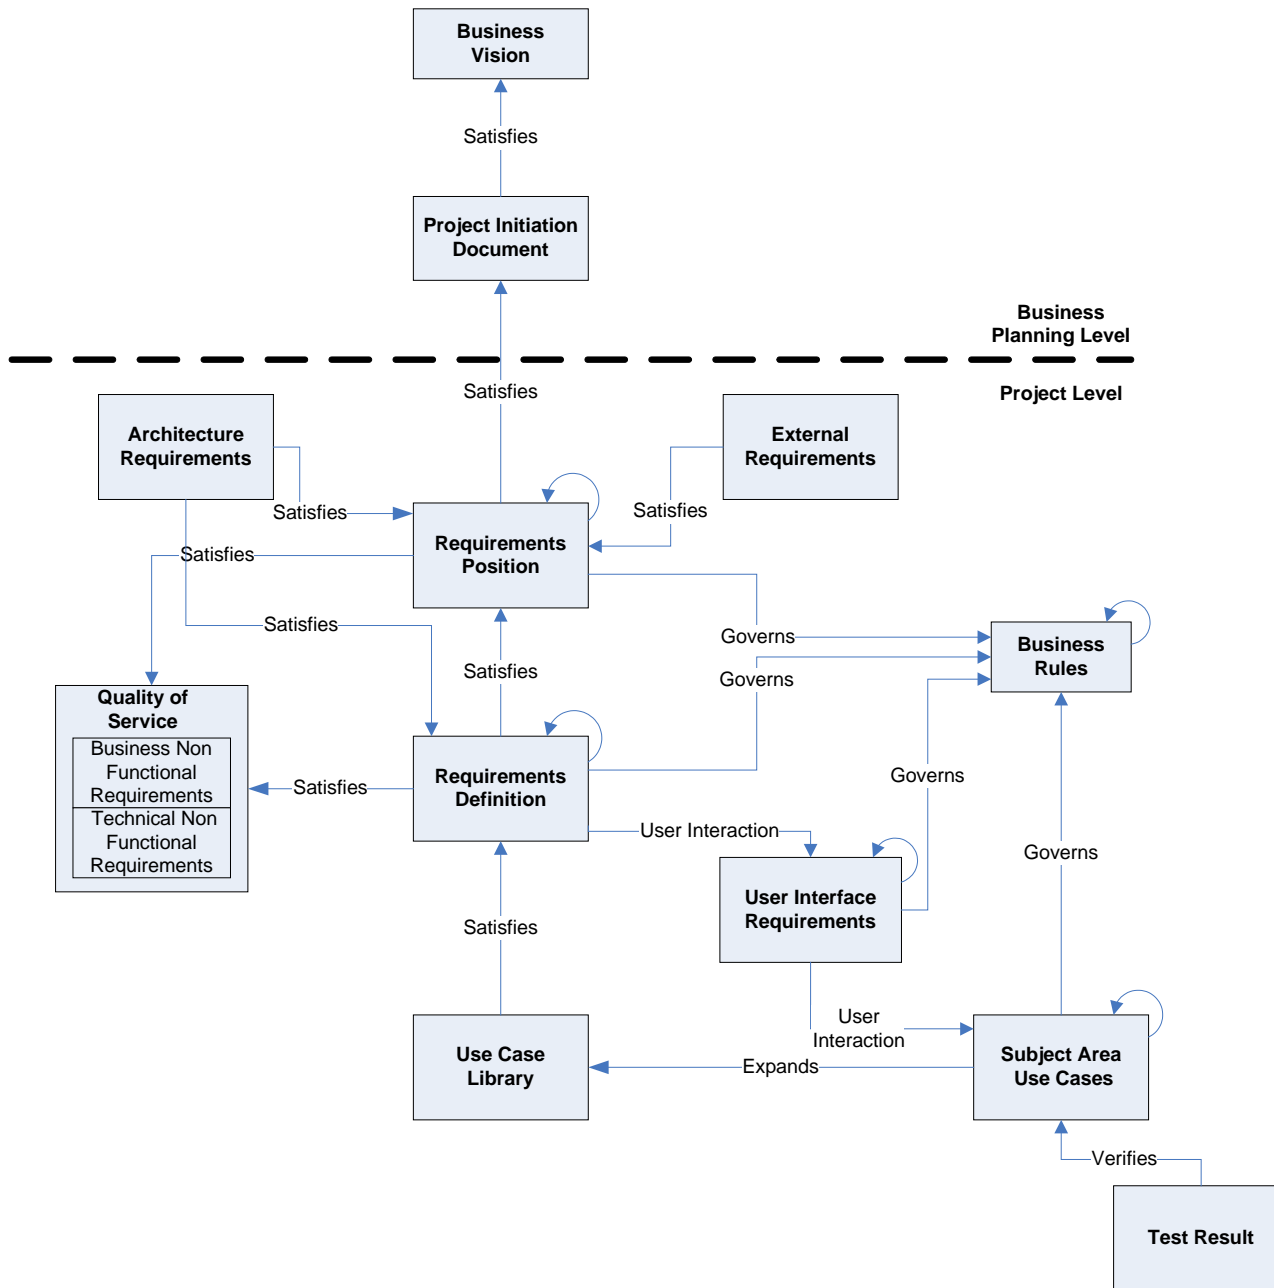 Business
Vision
Satisfies
Project Initiation
Document
Business
Planning Level
Satisfies
Project Level
Architecture
Requirements
External
Requirements
Satisfies
Satisfies
Requirements
Position
Satisfies
Satisfies
Governs
Business
Rules
Satisfies
Governs
Quality of
Service
Business Non
Functional
Requirements
Technical Non
Functional
Requirements
Satisfies
Requirements
Definition
Governs
User Interaction
Governs
User Interface
Requirements
Satisfies
User
Interaction
Use Case
Library
Expands
Subject Area
Use Cases
Verifies
Test Result